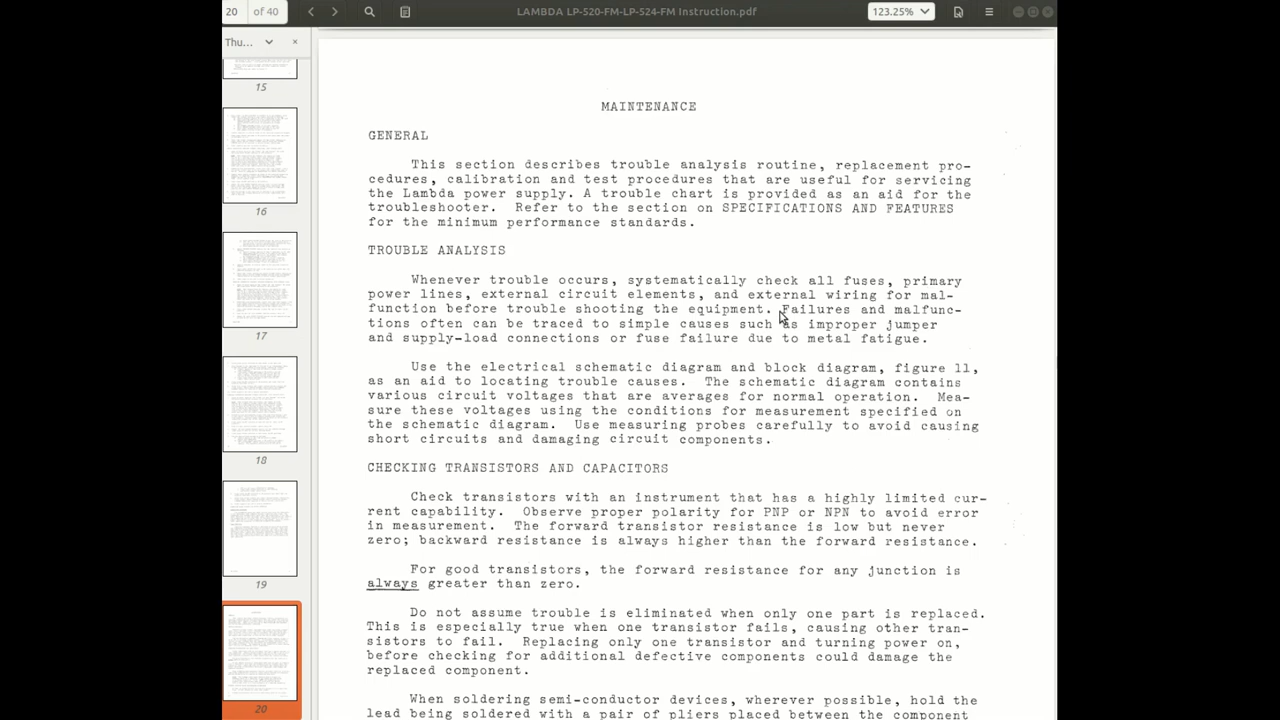 20 of 40
LAMBDA LP-520-FM-LP-524-FM Instruction.pdf
123.25%
Thu...
15
16
17
18
19
20
MAINTENANCE
GENERAL
section describes trouble analysis routine, replacement pro-
cedure, calibration and test procedures that are useful for servicing
the Lambda power supply. A trouble chart is provided as an aid for the
troubleshooter. Refer to the section on SPECIFICATIONS AND FEATURES
for the minimum performance standards.
TROUBLE ANALYSIS
trouble occurs, systematically check all fuses, primary
power external circuit elements and external wiring for mal-
function before trouble shooting the equipment. Failures and malfunc-
tions often can be traced to simple causes such as improper jumper
and supply-load connections or fuse failure due to metal fatigue.
Use the electrical schematic diagram and block diagram, figure 11,
as an aid to locating trouble causes. The schematic diagram contains
various circuit voltages that are for normal operation. Mea-
sure voltages using the conditions for measurement specified on
the schematic diagram. Use measuring probes carefully to avoid causing
short circuits and damaging circuit components.
CHECKING TRANSISTORS AND CAPACITORS
Check transistors with an instrument that has a highly limited cur-
rent capability. Observe proper polarity for PNP or NPN to avoid error
in measurement. The forward transistor resistance is low but never
zero; backward resistance is always higher than the forward resistance.
For good transistors, the forward resistance for any junction is
always greater than zero.
Do not assume trouble is eliminated when only one part is replaced.
This is especially true when one transistor fails, causing other tran-
sistors to fail. Replacing only one transistor and turning power on,
before checking for additional defective components could damage the
replaced component.
When soldering semi-conductor devices, wherever possible, hold the
lead being soldered with a pair of pliers placed between the component